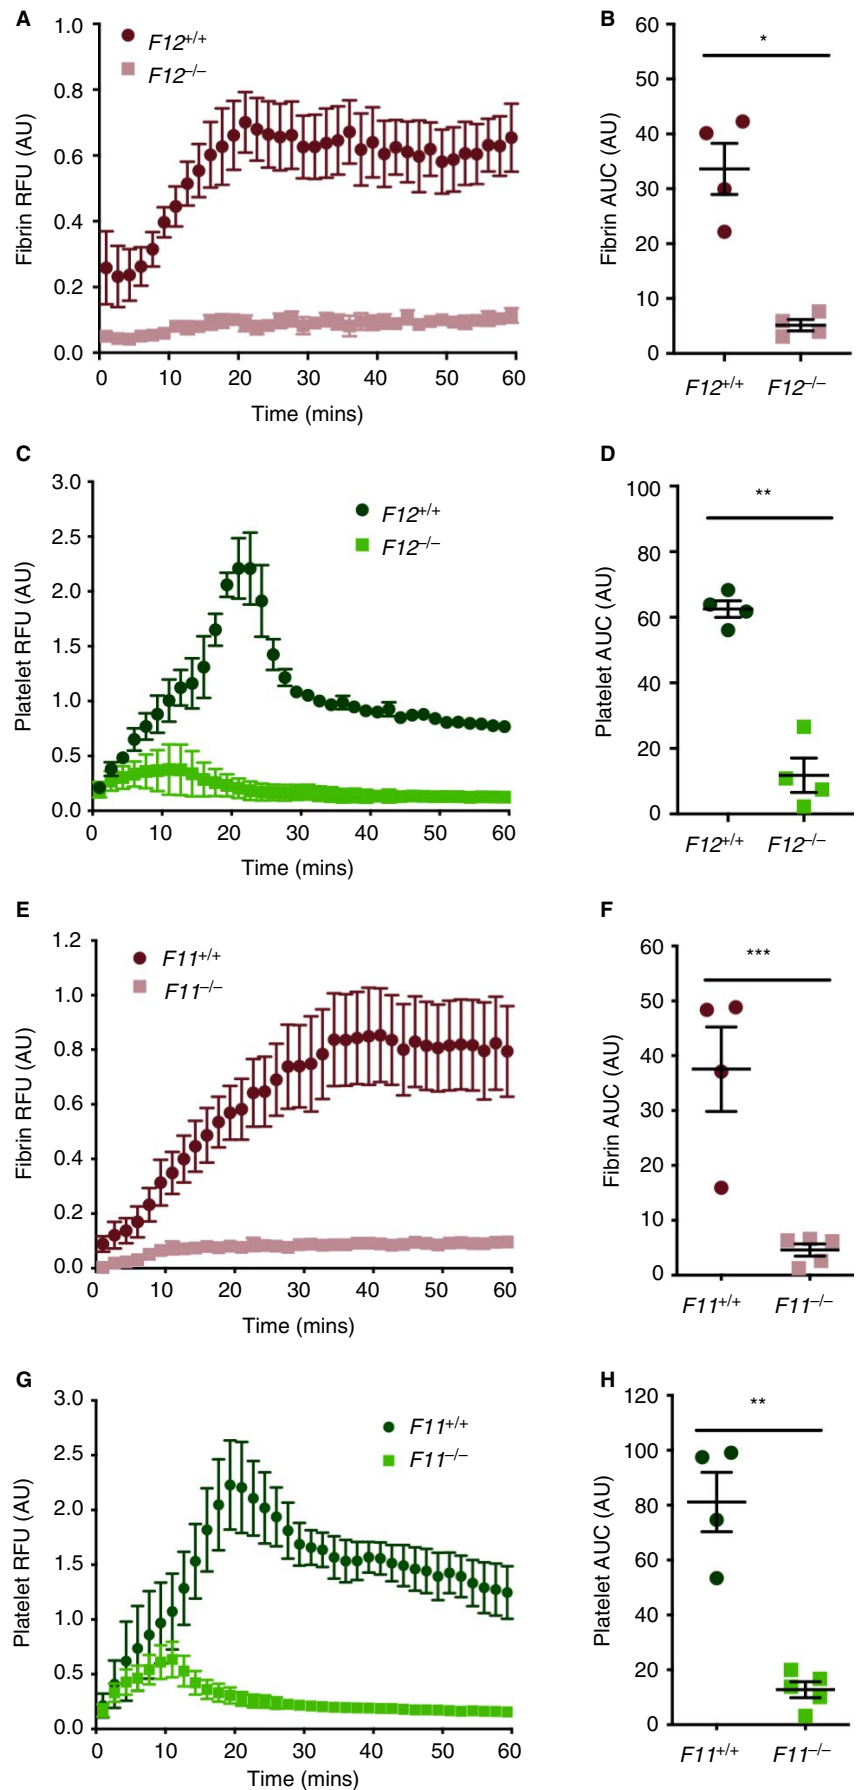 A
Fibrin RFU (AU)
1.0
0.8
0.6
0.4
0.2
0.0
F12+/+
F12–/–
0 10 20 30 40 50 60
Time (mins)
B
Fibrin AUC (AU)
60
50
40
30
20
10
0
*
F12+/+ F12–/–
C
Platelet RFU (AU)
3.0
2.5
2.0
1.5
1.0
0.5
0.0
F12+/+
F12–/–
0 10 20 30 40 50 60
Time (mins)
D
Platelet AUC (AU)
100
80
60
40
20
0
**
F12+/+ F12–/–
E
Fibrin RFU (AU)
1.2
1.0
0.8
0.6
0.4
0.2
0.0
F11+/+
F11–/–
0 10 20 30 40 50 60
Time (mins)
F
Fibrin AUC (AU)
60
50
40
30
20
10
0
***
F11+/+ F11–/–
G
Platelet RFU (AU)
3.0
2.5
2.0
1.5
1.0
0.5
0.0
F11+/+
F11–/–
0 10 20 30 40 50 60
Time (mins)
H
Platelet AUC (AU)
120
100
80
60
40
20
0
**
F11+/+ F11–/–